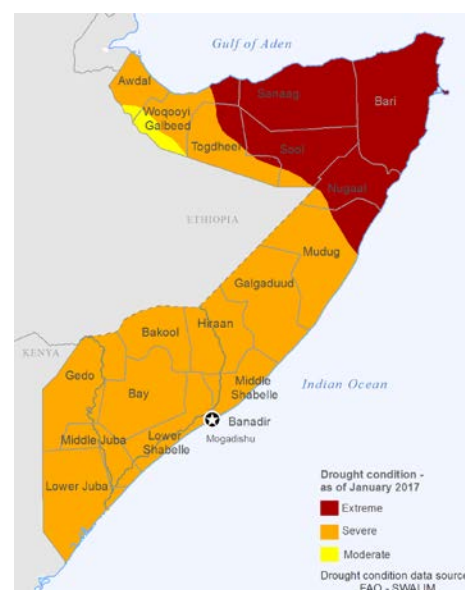 Gulf of Aden
Awdal
Sanaag
Bari
Woqooyi
Galbeed
Togdheer
Sool
Nugaal
ETHIOPIA
Mudug
Galgaduud
Hiraan
Bakool
KENYA
Gedo
Bay
Middle
Shabelle
Indian Ocean
Banadir
Mogadishu
Lower
Shabelle
Middle Juba
Lower Juba
Drought condition -
as of January 2017
Extreme
Severe
Moderate
Drought condition data source
FAO - SWALIM